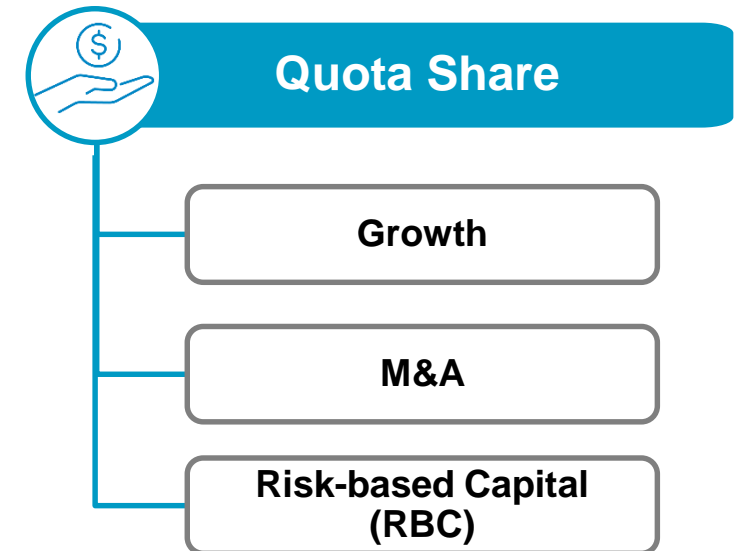 $
Quota Share
Growth
M&A
Risk-based Capital
(RBC)